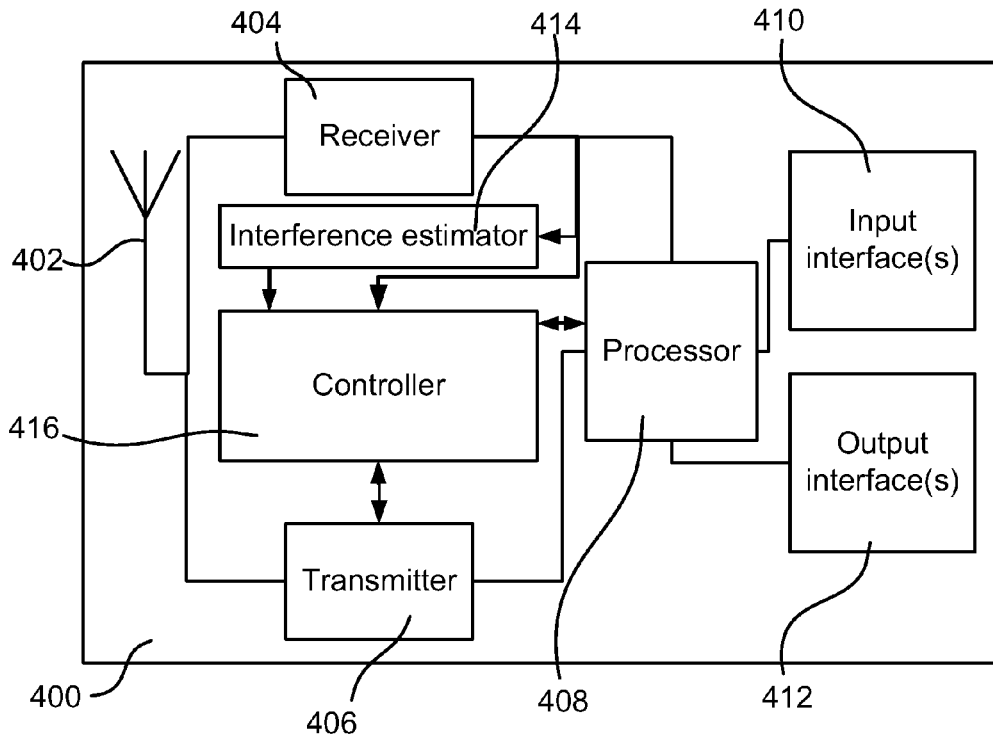 404
414
410
Receiver
402
Interference estimator
Input
interface(s)
Processor
Controller
416
Output
interface(s)
Transmitter
400
406
408
412